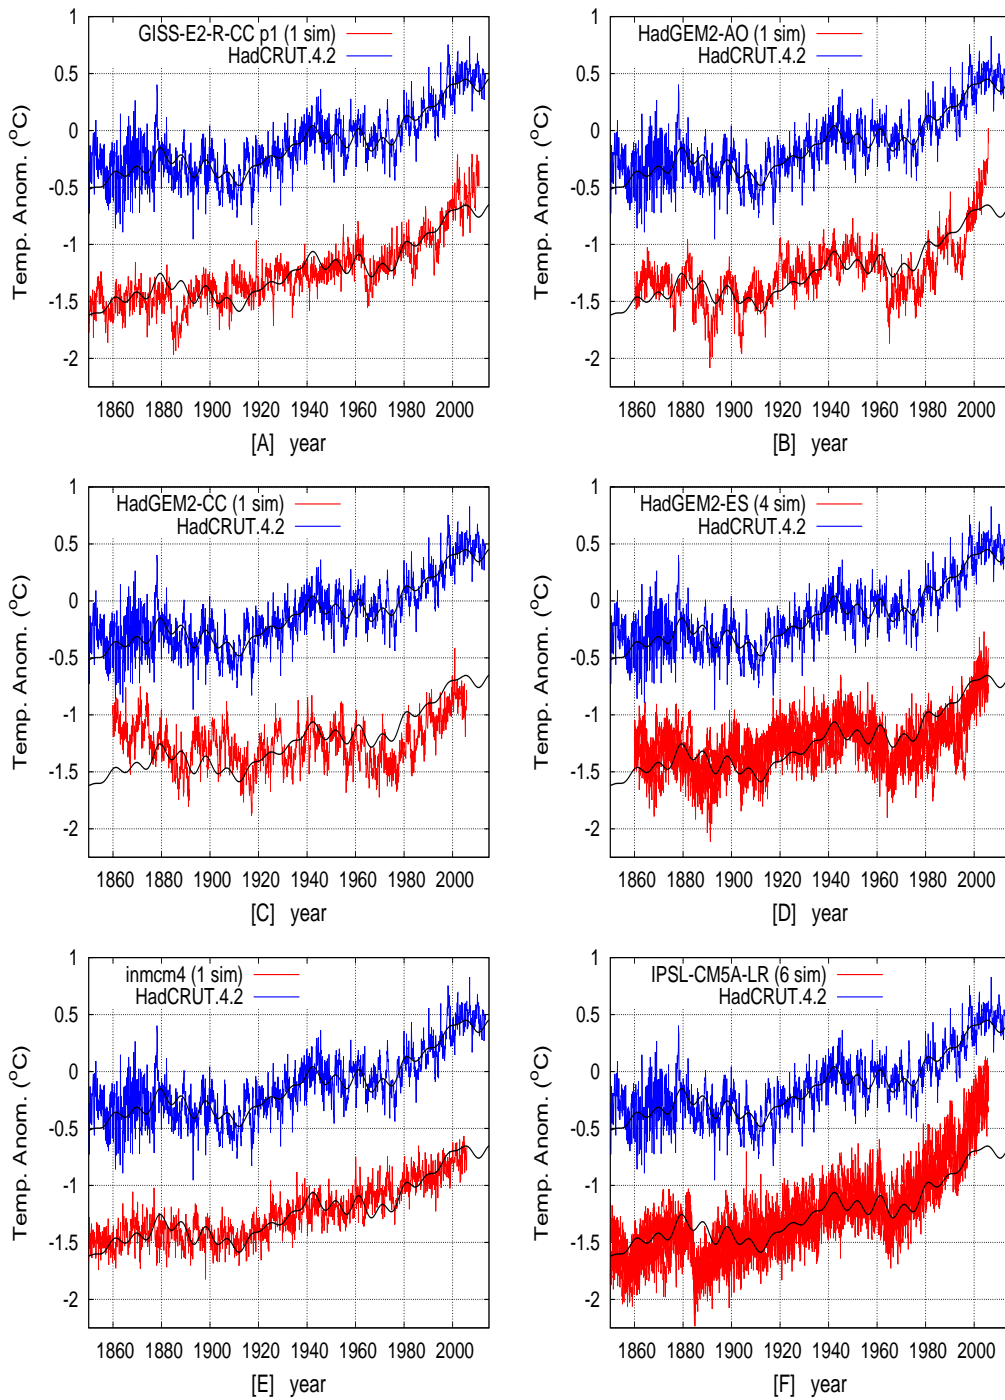 GISS-E2-R-CC p1 (1 sim)
HadCRUT.4.2
Temp. Anom. (°C)
1
0.5
0
-0.5
-1
-1.5
-2
1860 1880 1900 1920 1940 1960 1980 2000
[A] year
HadGEM2-AO (1 sim)
HadCRUT.4.2
Temp. Anom. (°C)
1
0.5
0
-0.5
-1
-1.5
-2
1860 1880 1900 1920 1940 1960 1980 2000
[B] year
HadGEM2-CC (1 sim)
HadCRUT.4.2
Temp. Anom. (°C)
1
0.5
0
-0.5
-1
-1.5
-2
1860 1880 1900 1920 1940 1960 1980 2000
[C] year
HadGEM2-ES (4 sim)
HadCRUT.4.2
Temp. Anom. (°C)
1
0.5
0
-0.5
-1
-1.5
-2
1860 1880 1900 1920 1940 1960 1980 2000
[D] year
inmcm4 (1 sim)
HadCRUT.4.2
Temp. Anom. (°C)
1
0.5
0
-0.5
-1
-1.5
-2
1860 1880 1900 1920 1940 1960 1980 2000
[E] year
IPSL-CM5A-LR (6 sim)
HadCRUT.4.2
Temp. Anom. (°C)
1
0.5
0
-0.5
-1
-1.5
-2
1860 1880 1900 1920 1940 1960 1980 2000
[F] year